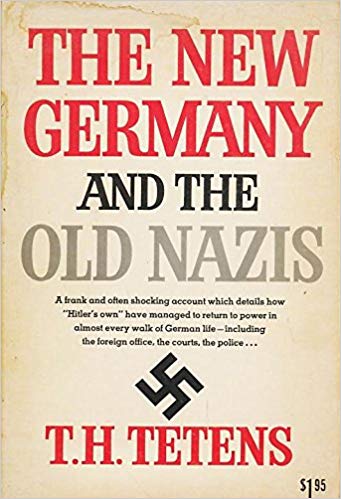 THE NEW
GERMANY
AND THE
OLD NAZIS
A frank and often shocking account which details how
"Hitler's own" have managed to return to power in
almost every walk of German life—including
the foreign office, the courts, the police . . .
T.H. TETENS
$1.95